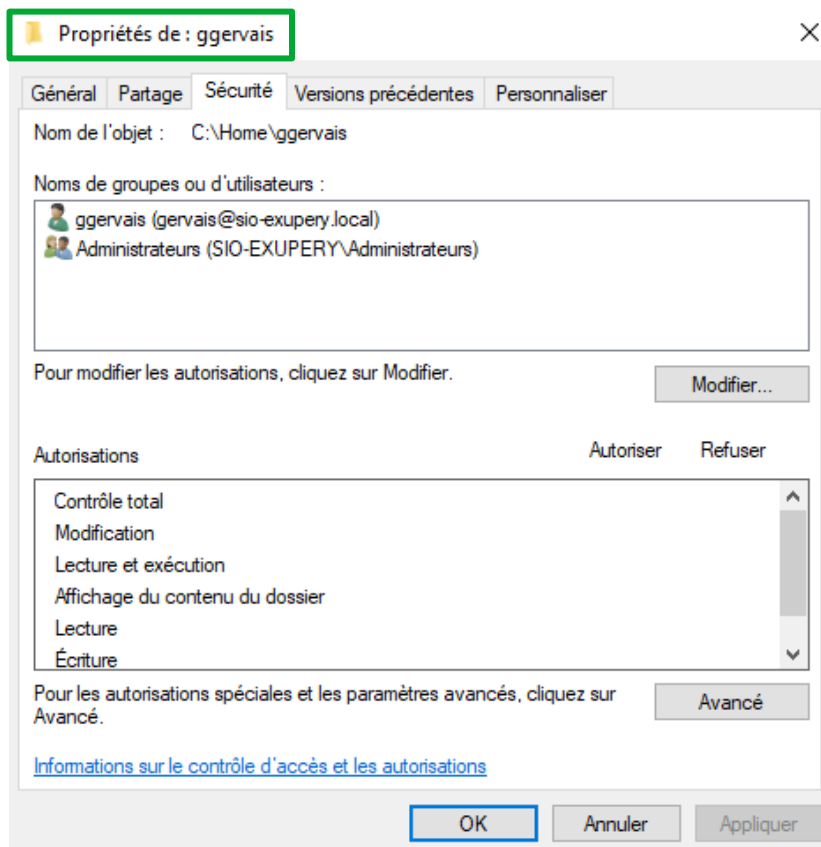 Propriétés de : ggervais
Général Partage Sécurité Versions précédentes Personnaliser
Nom de l'objet : C:\Home\ggervais
Noms de groupes ou d'utilisateurs :
ggervais (gervais@sio-exupery.local)
Administrateurs (SIO-EXUPERY\Administrateurs)
Pour modifier les autorisations, cliquez sur Modifier.
Modifier...
Autorisations Autoriser Refuser
Contrôle total
Modification
Lecture et exécution
Affichage du contenu du dossier
Lecture
Écriture
Pour les autorisations spéciales et les paramètres avancés, cliquez sur
Avancé.
Avancé
Informations sur le contrôle d'accès et les autorisations
OK Annuler Appliquer